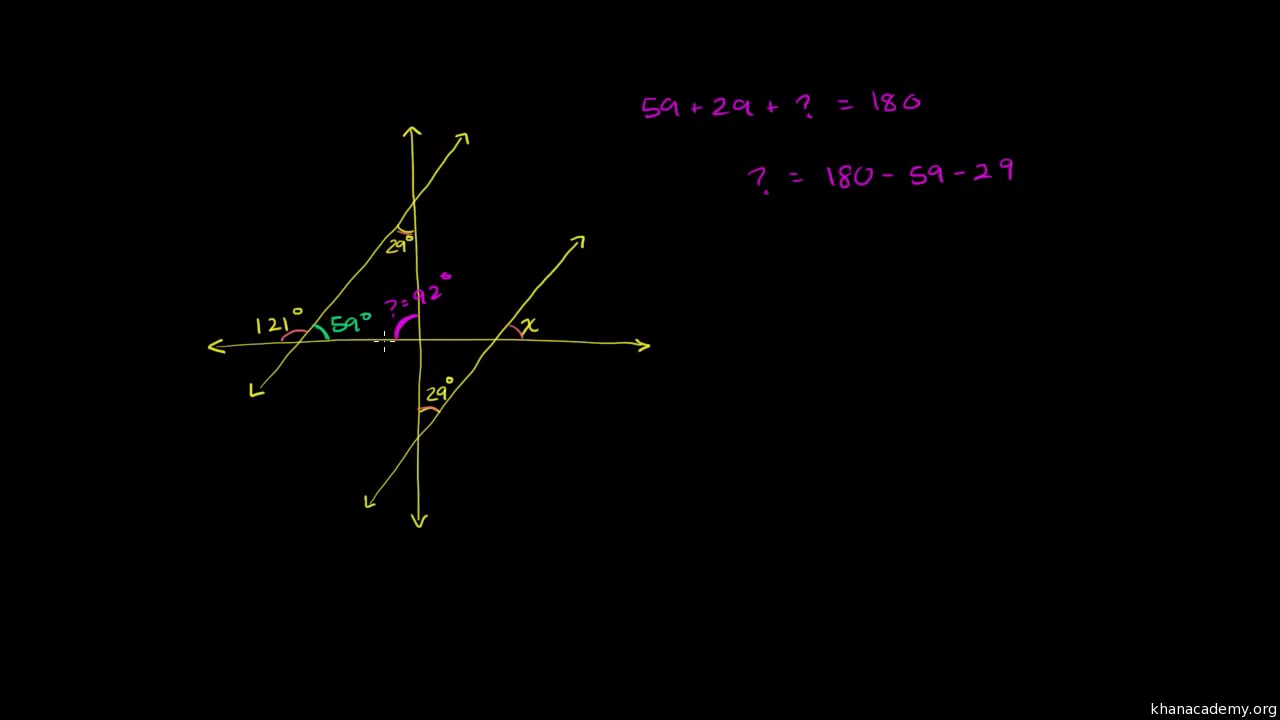 59 + 29 + ? = 180
? = 180 - 59 - 29
29°
? = 92°
121°
59°
x
29°
khanacademy.org